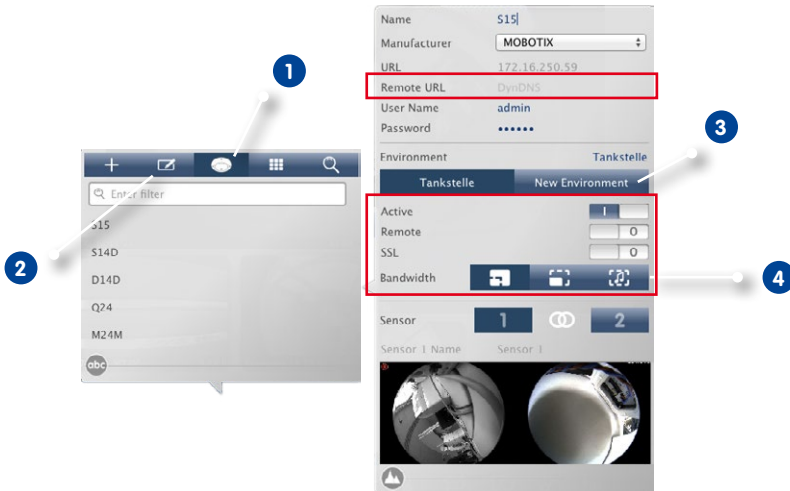 1
2
Enter filter
S15
S14D
D14D
Q24
M24M
abc
Name S15
Manufacturer MOBOTIX
URL 172.16.250.59
Remote URL DynDNS
User Name admin
Password ••••••
3
Environment Tankstelle
Tankstelle New Environment
Active I
Remote O
SSL O
Bandwidth
4
Sensor 1 2
Sensor 1 Name Sensor 1